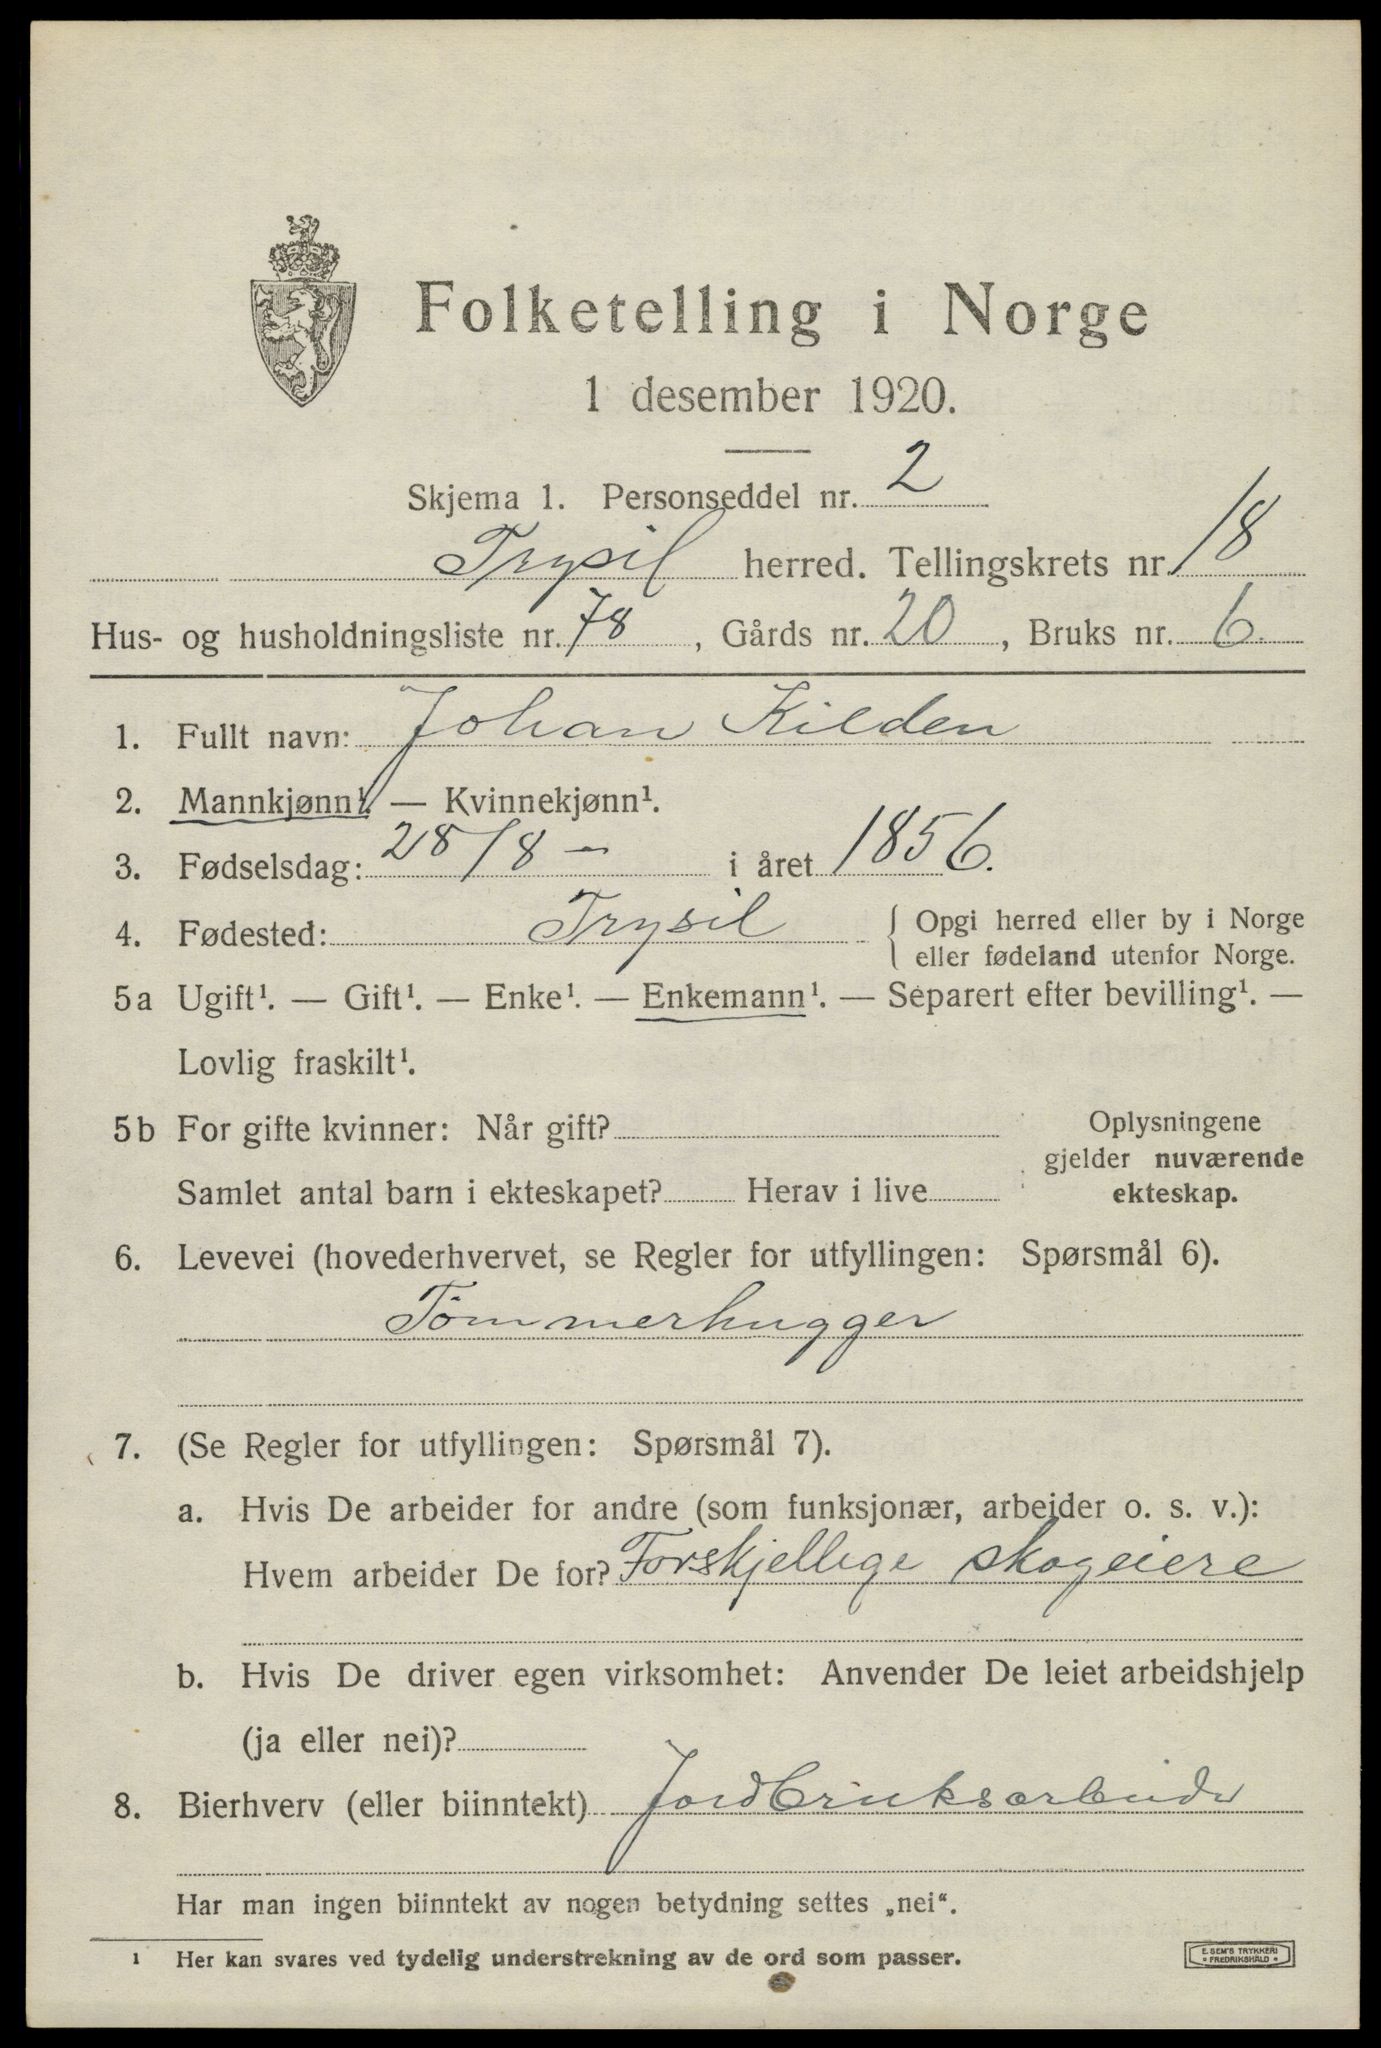 Folketelling i Norge
1 desember 1920.
Skjema 1. Personseddel nr. 2
Trysil herred. Tellingskrets nr. 18
Hus- og husholdningsliste nr. 78, Gårds nr. 20, Bruks nr. 6.
1. Fullt navn: Johan Kilden
2. Mannkjønn¹. — Kvinnekjønn¹.
3. Fødselsdag: 28/8 – i året 1856.
4. Fødested: Trysil { Opgi herred eller by i Norge
eller fødeland utenfor Norge.
5a Ugift¹. — Gift¹. — Enke¹. — Enkemann¹. — Separert efter bevilling¹. —
Lovlig fraskilt¹.
5b For gifte kvinner: Når gift?
Samlet antal barn i ekteskapet? Herav i live
Oplysningene
gjelder nuværende
ekteskap.
6. Levevei (hovederhvervet, se Regler for utfyllingen: Spørsmål 6).
Tømmerhugger
7. (Se Regler for utfyllingen: Spørsmål 7).
a. Hvis De arbeider for andre (som funksjonær, arbeider o. s. v.):
Hvem arbeider De for? Forskjellige skogeiere
b. Hvis De driver egen virksomhet: Anvender De leiet arbeidshjelp
(ja eller nei)?
8. Bierhverv (eller biinntekt) Jordbruksarbeider
Har man ingen biinntekt av nogen betydning settes „nei“.
¹ Her kan svares ved tydelig understrekning av de ord som passer.
E. SEM'S TRYKKERI
FREDRIKSHALD